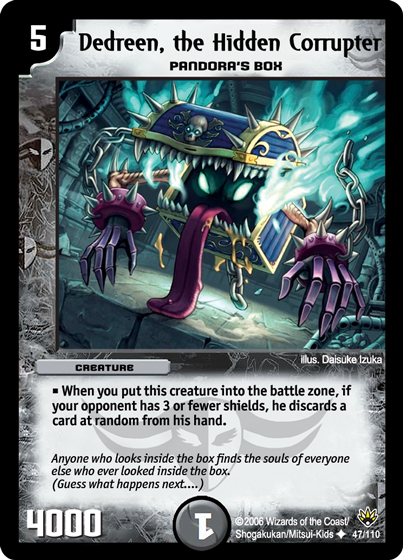 5
Dedreen, the Hidden Corrupter
PANDORA'S BOX
illus. Daisuke Izuka
CREATURE
▪ When you put this creature into the battle zone, if
your opponent has 3 or fewer shields, he discards a
card at random from his hand.
Anyone who looks inside the box finds the souls of everyone
else who ever looked inside the box.
(Guess what happens next....)
4000
1
©2006 Wizards of the Coast/
Shogakukan/Mitsui-Kids ✦ 47/110